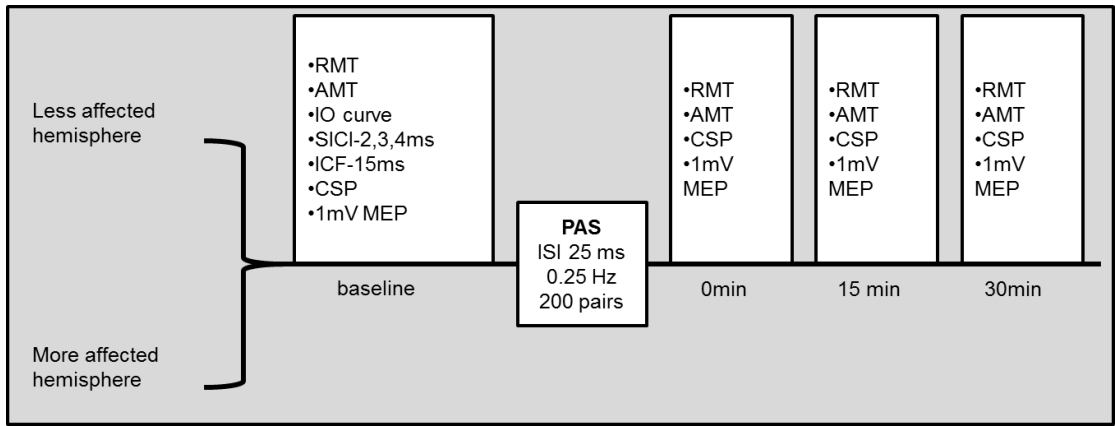 Less affected
hemisphere
More affected
hemisphere
•RMT
•AMT
•IO curve
•SICI-2,3,4ms
•ICF-15ms
•CSP
•1mV MEP
baseline
PAS
ISI 25 ms
0.25 Hz
200 pairs
•RMT
•AMT
•CSP
•1mV
MEP
0min
•RMT
•AMT
•CSP
•1mV
MEP
15 min
•RMT
•AMT
•CSP
•1mV
MEP
30min